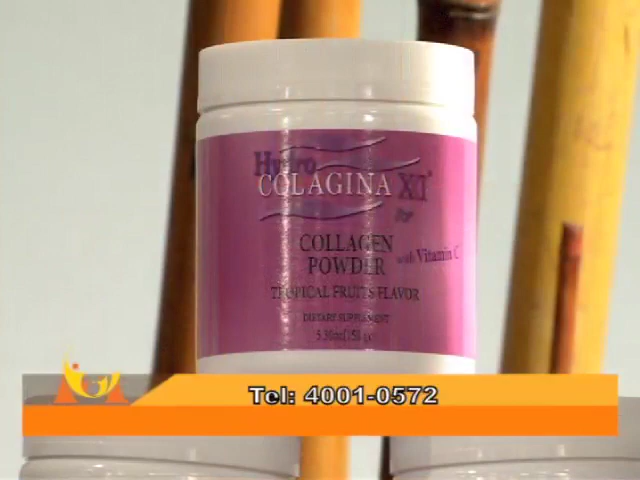 Hydro
COLAGINA XI
for
COLLAGEN
POWDER
with Vitamin C
TROPICAL FRUITS FLAVOR
DIETARY SUPPLEMENT
Tel: 4001-0572